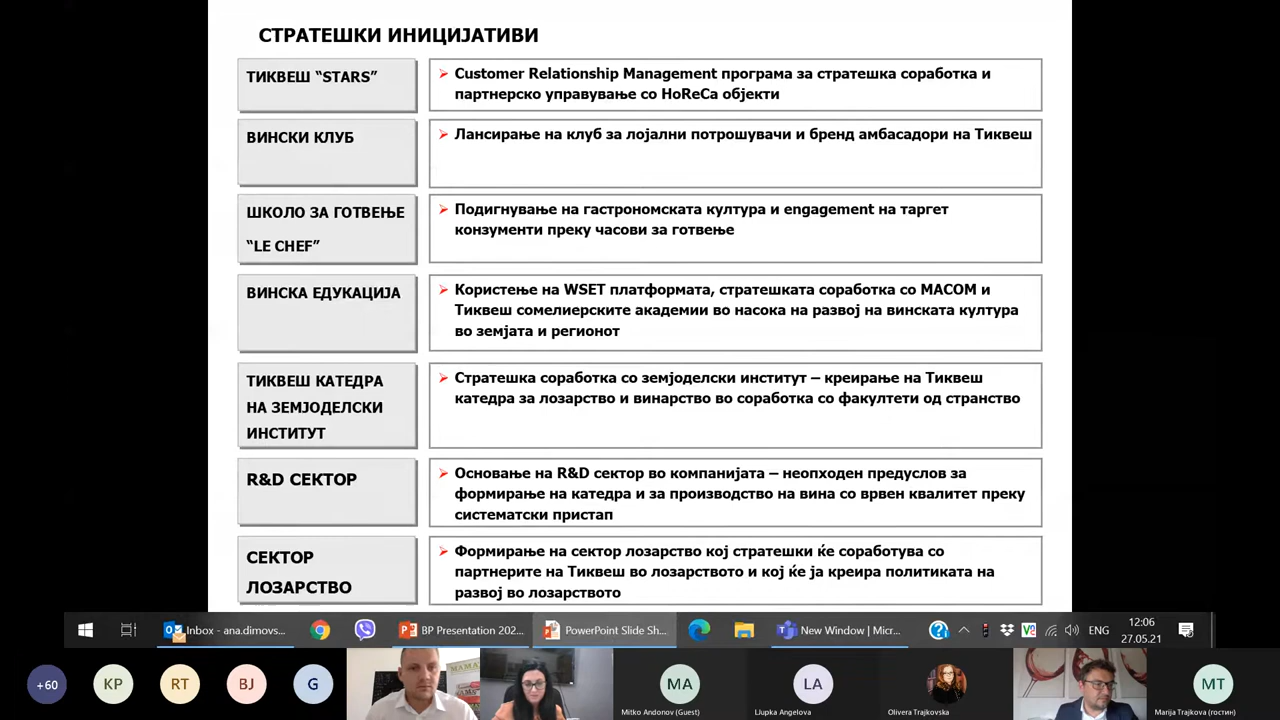 СТРАТЕШКИ ИНИЦИЈАТИВИ
ТИКВЕШ “STARS”
Customer Relationship Management програма за стратешка соработка и
партнерско управување со HoReCa објекти
ВИНСКИ КЛУБ
Лансирање на клуб за лојални потрошувачи и бренд амбасадори на Тиквеш
ШКОЛО ЗА ГОТВЕЊЕ
“LE CHEF”
Подигнување на гастрономската култура и engagement на таргет
конзументи преку часови за готвење
ВИНСКА ЕДУКАЦИЈА
Користење на WSET платформата, стратешката соработка со МАСОМ и
Тиквеш сомелиерските академии во насока на развој на винската култура
во земјата и регионот
ТИКВЕШ КАТЕДРА
НА ЗЕМЈОДЕЛСКИ
ИНСТИТУТ
Стратешка соработка со земјоделски институт – креирање на Тиквеш
катедра за лозарство и винарство во соработка со факултети од странство
R&D СЕКТОР
Основање на R&D сектор во компанијата – неопходен предуслов за
формирање на катедра и за производство на вина со врвен квалитет преку
систематски пристап
СЕКТОР
ЛОЗАРСТВО
Формирање на сектор лозарство кој стратешки ќе соработува со
партнерите на Тиквеш во лозарството и кој ќе ја креира политиката на
развој во лозарството
Inbox - ana.dimovs...
BP Presentation 202...
PowerPoint Slide Sh...
New Window | Micr...
ENG
12:06
27.05.21
+60
KP
RT
BJ
G
MA
Mitko Andonov (Guest)
LA
LJupka Angelova
Olivera Trajkovska
MT
Marija Trajkova (гостин)